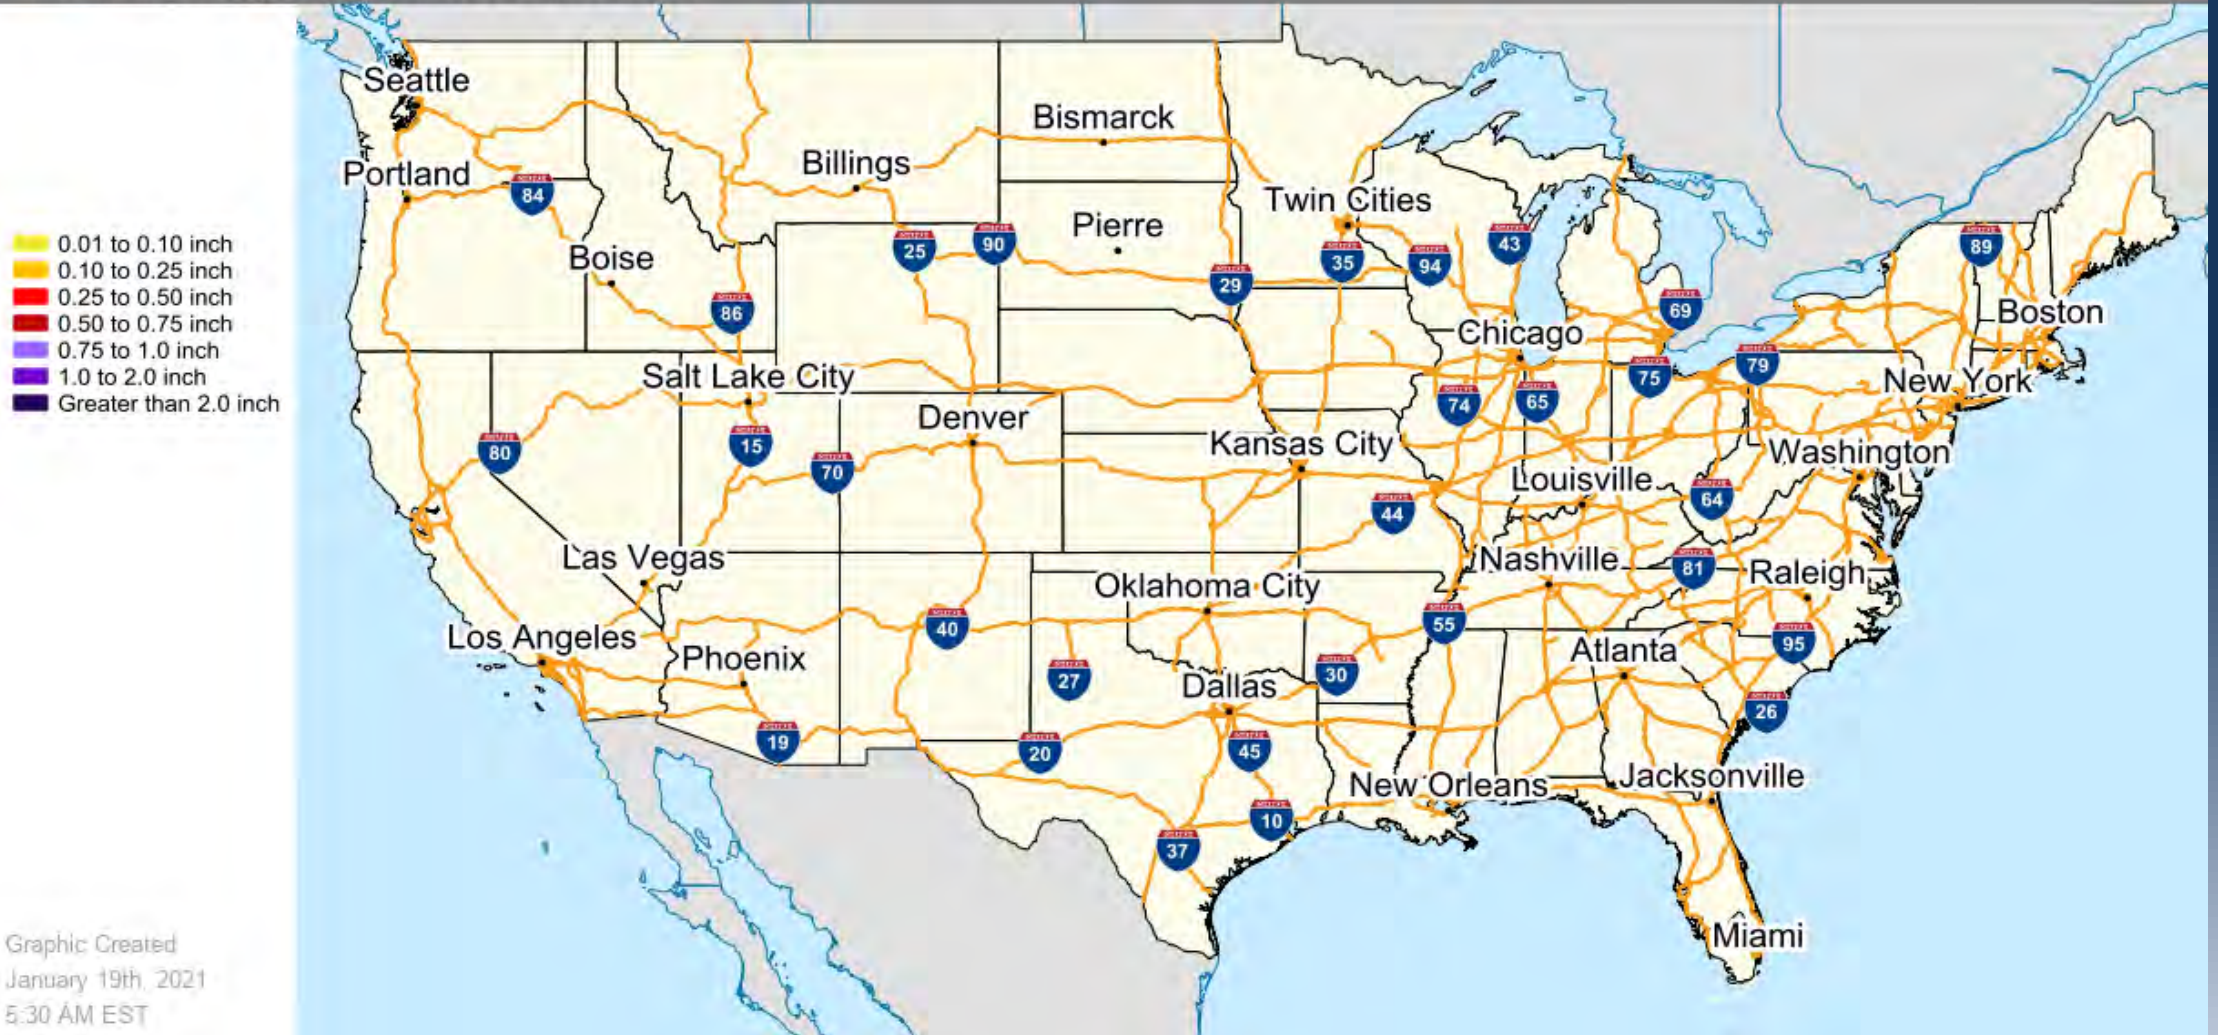 Seattle
Bismarck
Billings
Portland
84
Twin Cities
Pierre
25
90
43
89
0.01 to 0.10 inch
Boise
35
94
0.10 to 0.25 inch
29
0.25 to 0.50 inch
86
69
Boston
0.50 to 0.75 inch
Chicago
0.75 to 1.0 inch
79
1.0 to 2.0 inch
Salt Lake City
75
New York
Greater than 2.0 inch
74
65
Denver
80
15
Kansas City
Washington
70
Louisville
64
44
Las Vegas
Nashville
81
Raleigh
Oklahoma City
40
55
Los Angeles
95
Phoenix
Atlanta
27
30
Dallas
26
19
20
45
New Orleans
Jacksonville
10
37
Miami
Graphic Created
January 19th, 2021
5:30 AM EST